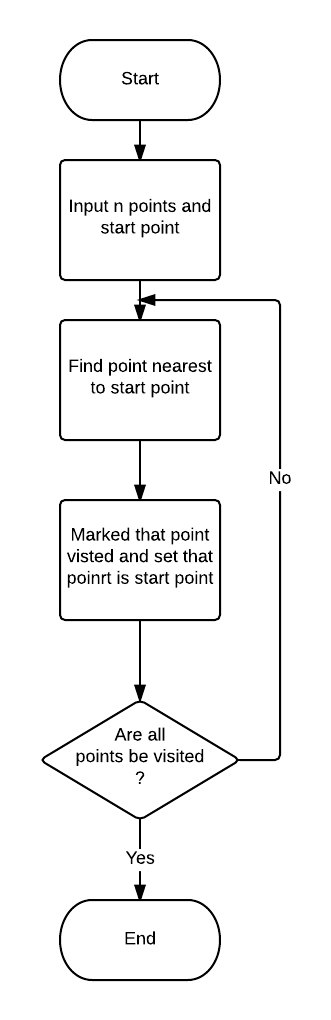 Start
Input n points and
start point
Find point nearest
to start point
No
Marked that point
visted and set that
poinrt is start point
Are all
points be visited
?
Yes
End